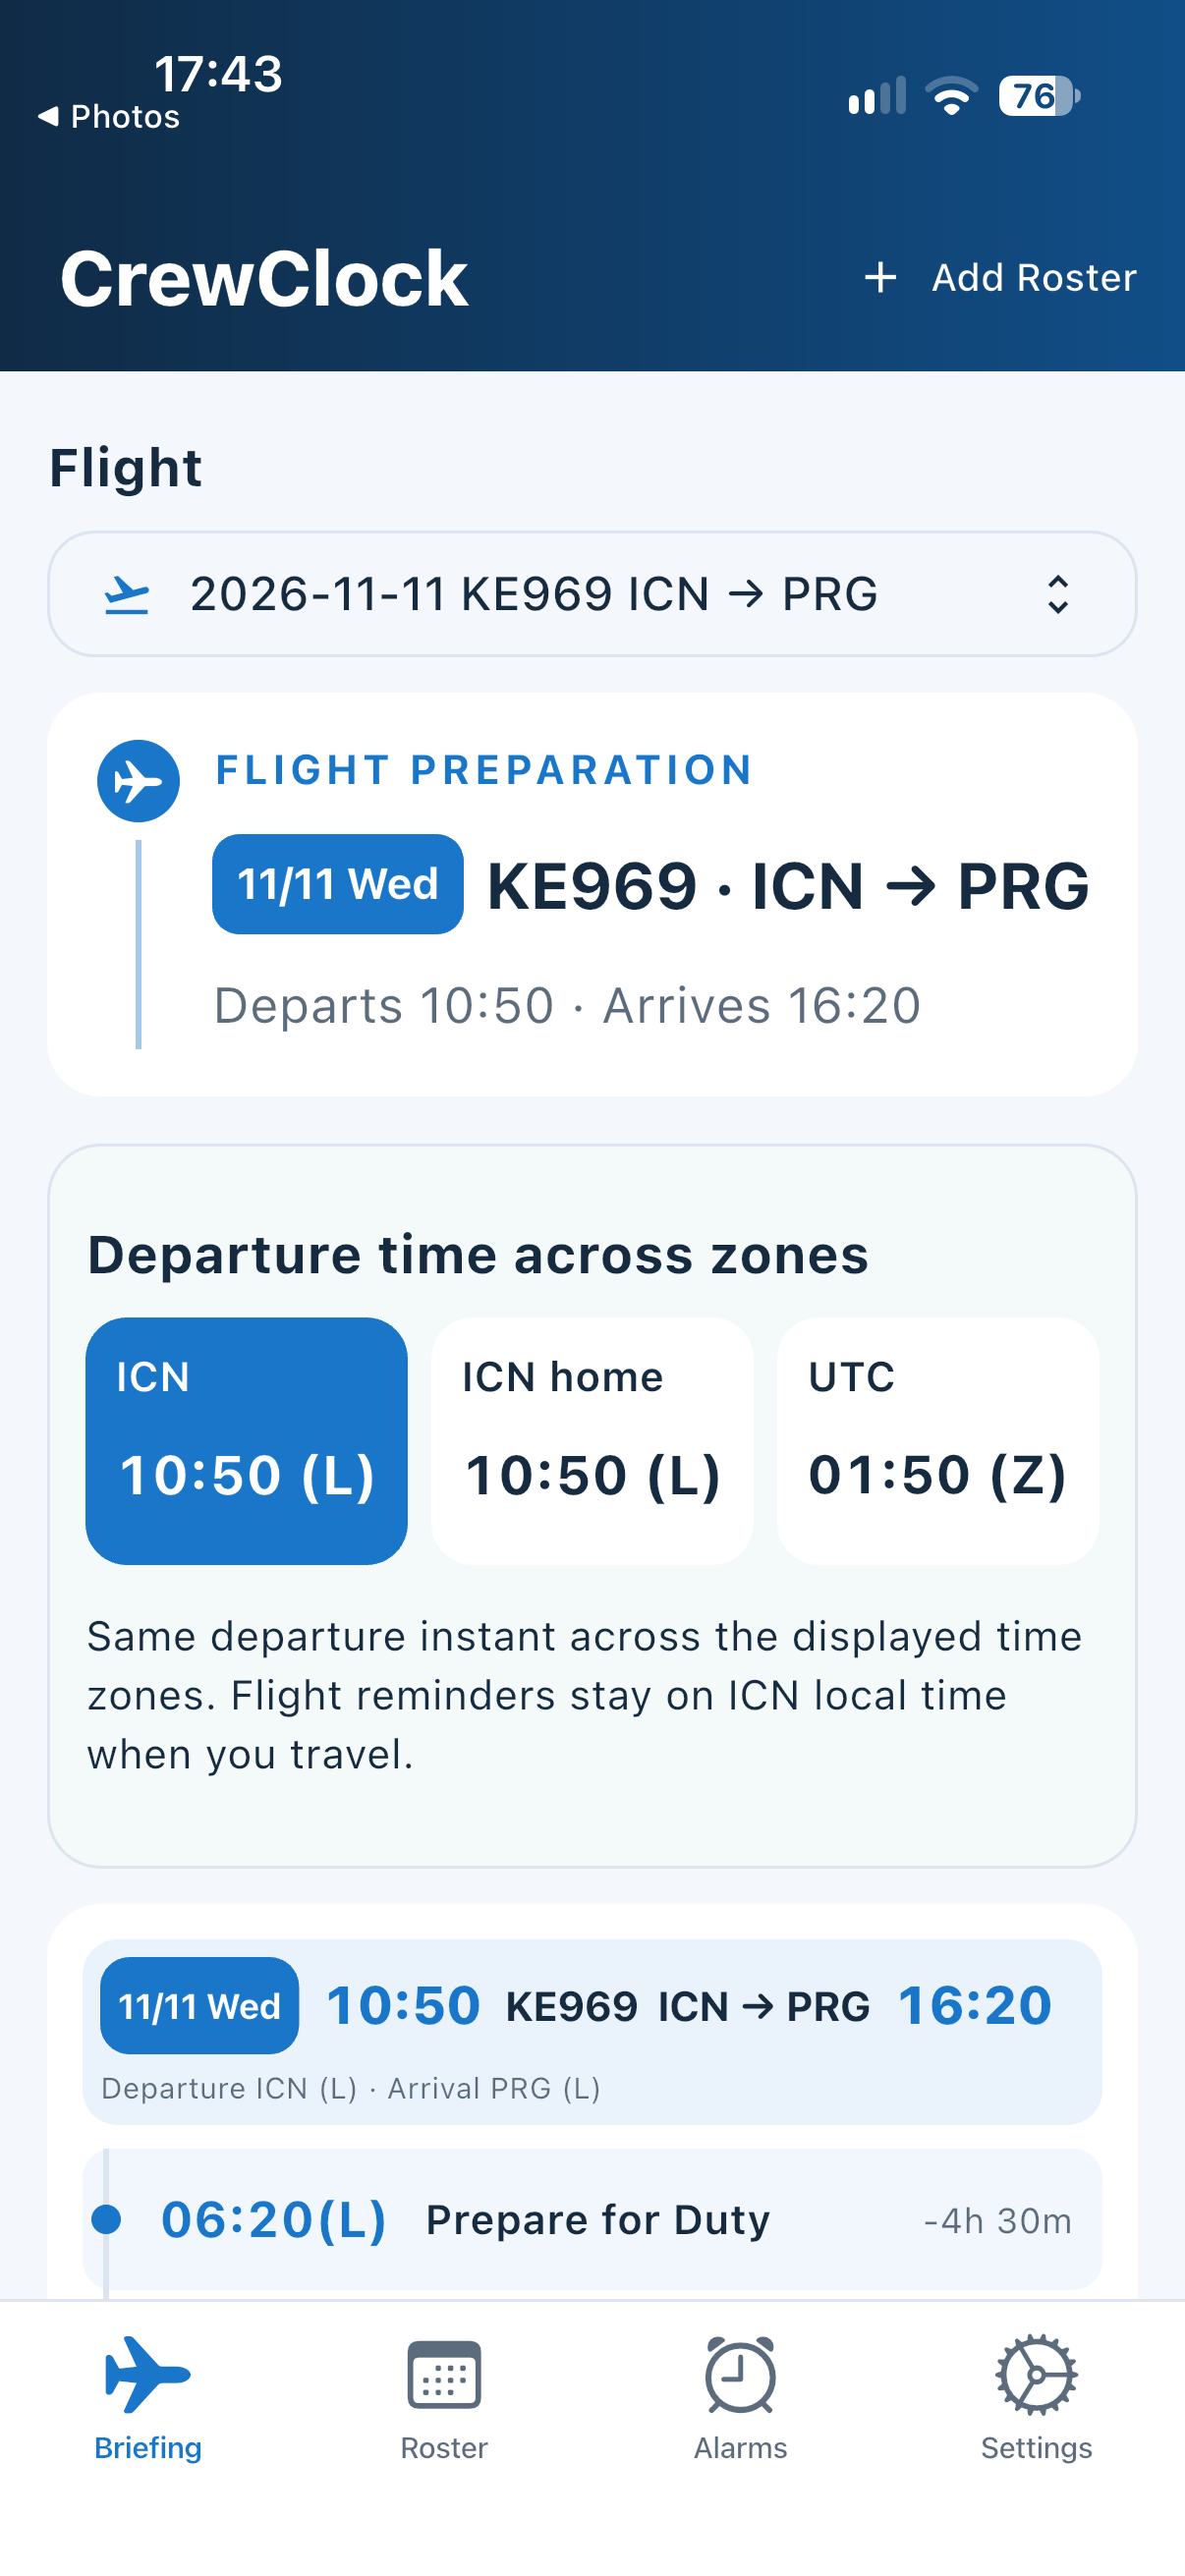 17:43
◀ Photos
76
CrewClock
+ Add Roster
Flight
2026-11-11 KE969 ICN → PRG
FLIGHT PREPARATION
11/11 Wed KE969 · ICN → PRG
Departs 10:50 · Arrives 16:20
Departure time across zones
ICN
10:50 (L)
ICN home
10:50 (L)
UTC
01:50 (Z)
Same departure instant across the displayed time
zones. Flight reminders stay on ICN local time
when you travel.
11/11 Wed 10:50 KE969 ICN → PRG 16:20
Departure ICN (L) · Arrival PRG (L)
06:20(L) Prepare for Duty -4h 30m
Briefing
Roster
Alarms
Settings